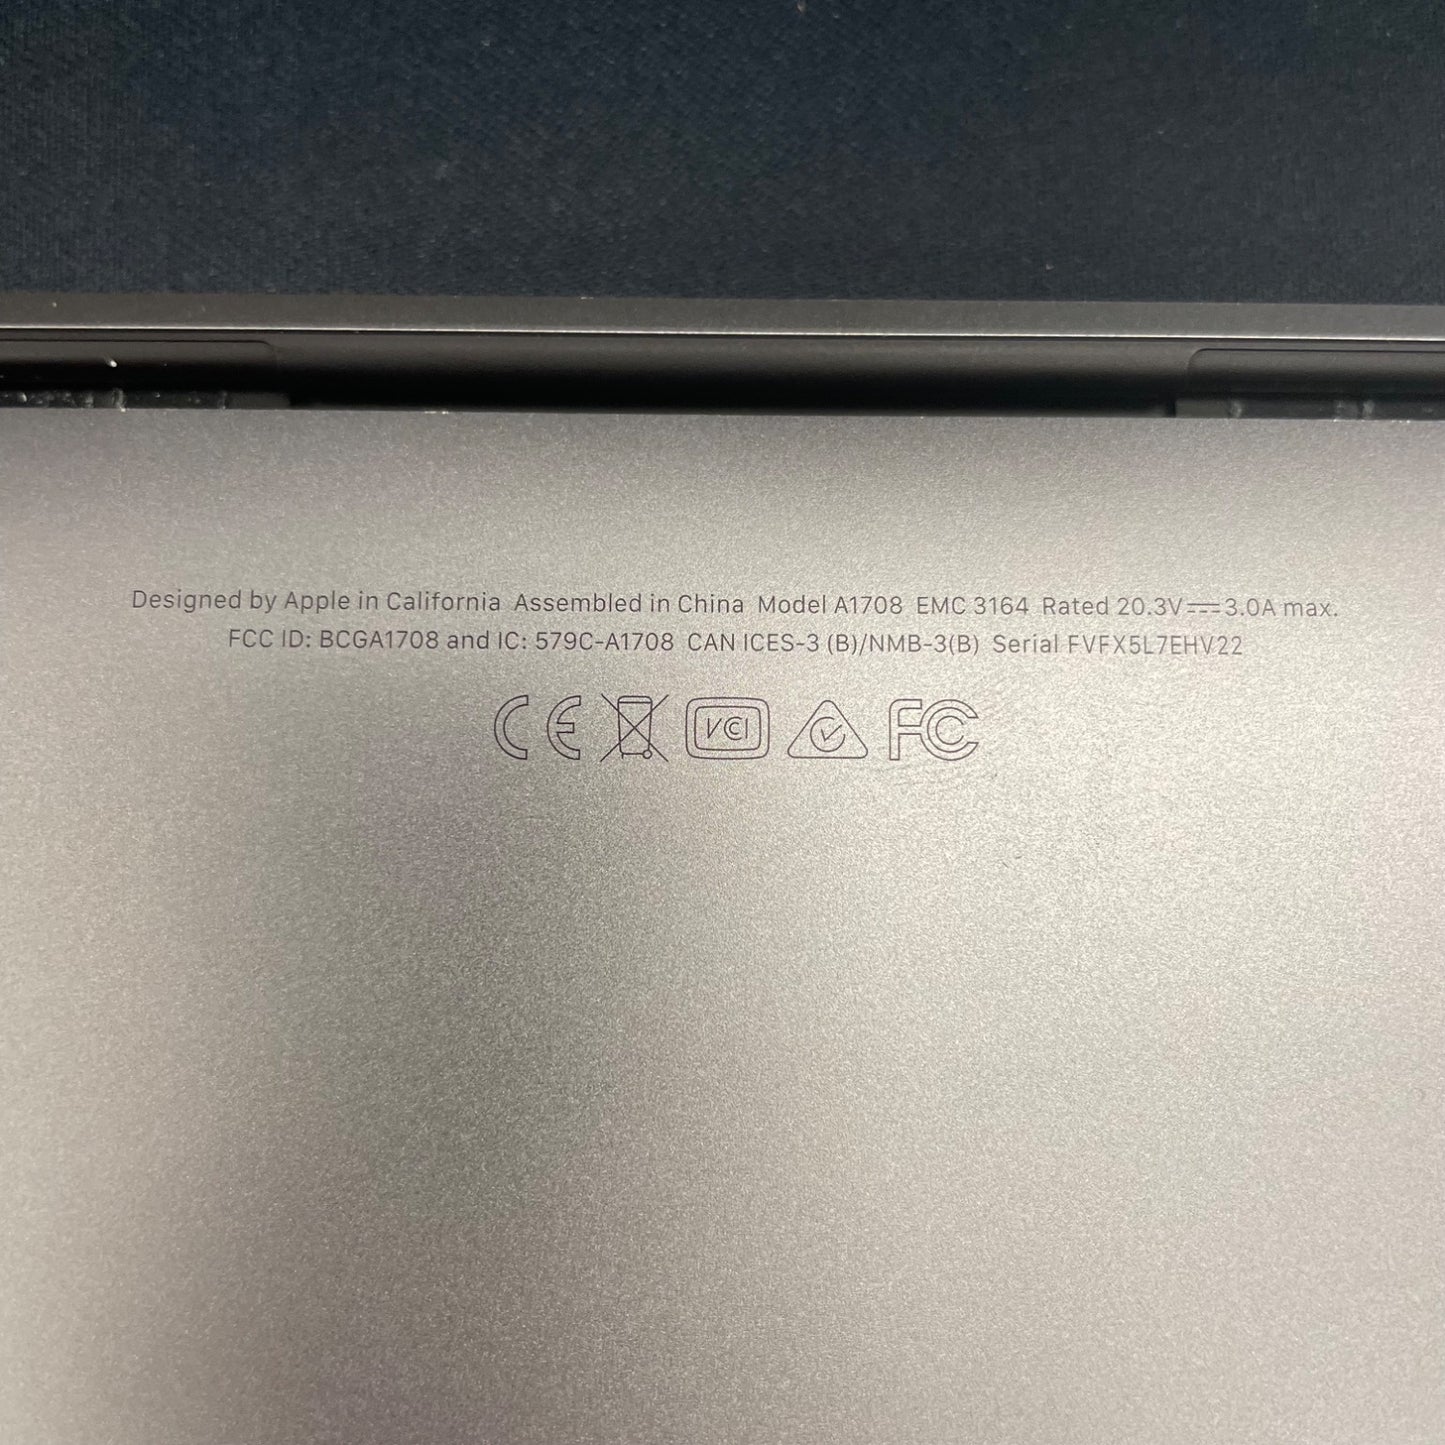 Designed by Apple in California Assembled in China Model A1708 EMC 3164 Rated 20.3V⎓3.0A max.
FCC ID: BCGA1708 and IC: 579C-A1708 CAN ICES-3 (B)/NMB-3(B) Serial FVFX5L7EHV22
CE VCI FC